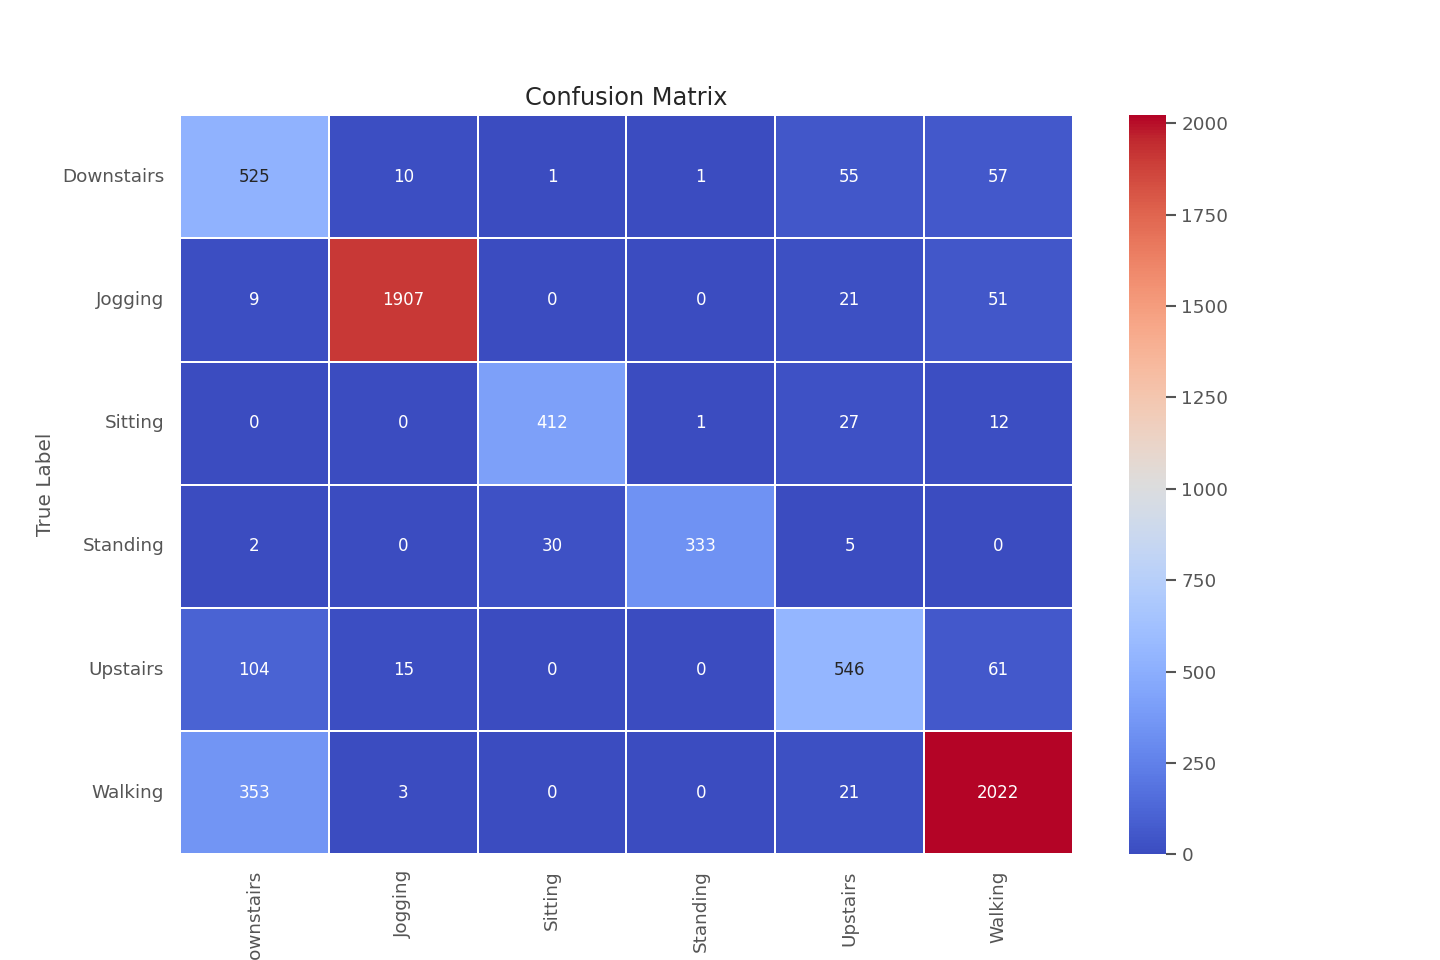 Confusion Matrix
True Label
Downstairs 525 10 1 1 55 57
Jogging 9 1907 0 0 21 51
Sitting 0 0 412 1 27 12
Standing 2 0 30 333 5 0
Upstairs 104 15 0 0 546 61
Walking 353 3 0 0 21 2022
ownstairs Jogging Sitting Standing Upstairs Walking
2000
1750
1500
1250
1000
750
500
250
0